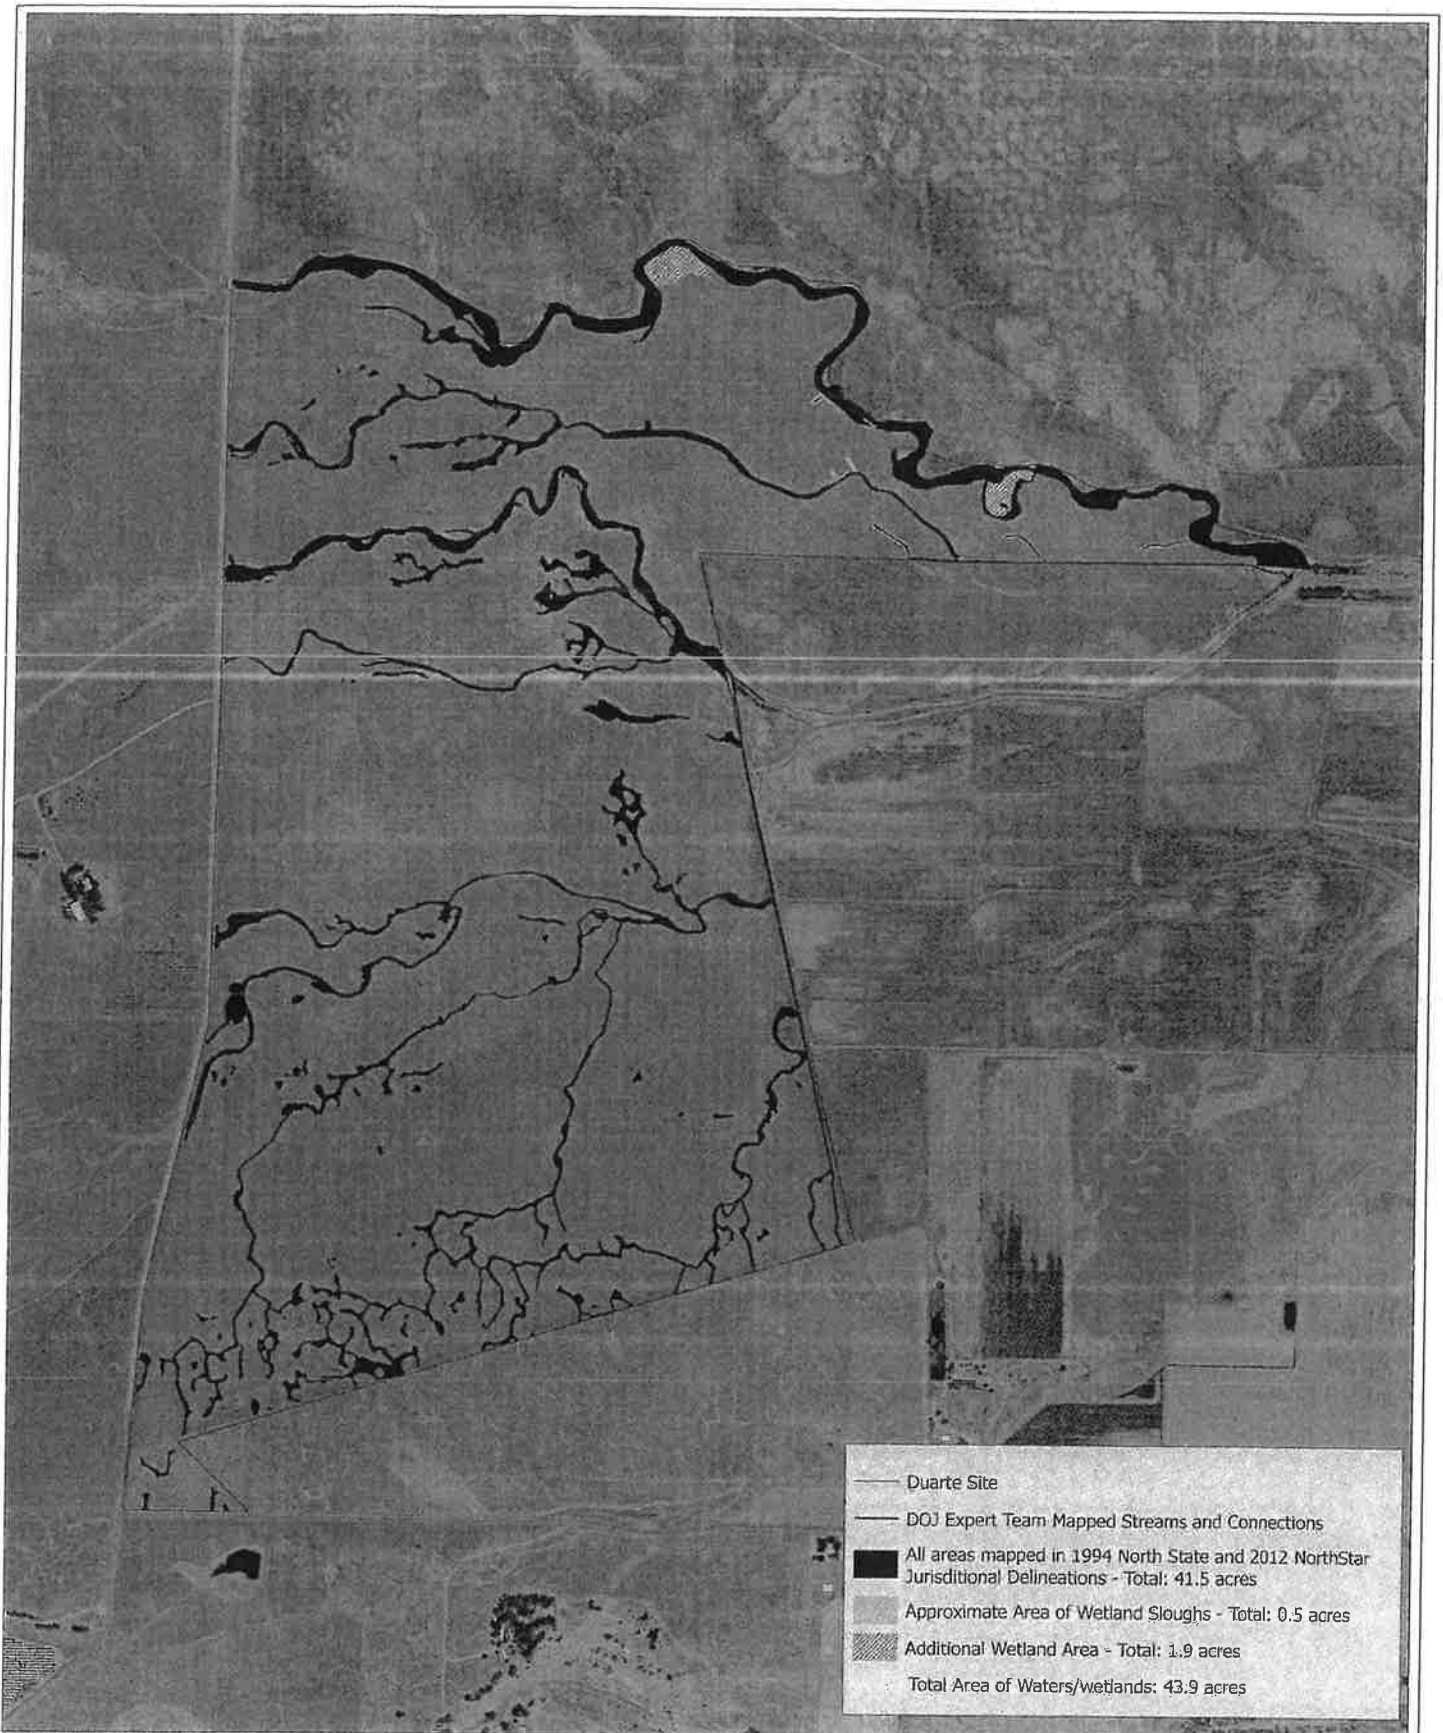 Duarte Site
DOJ Expert Team Mapped Streams and Connections
All areas mapped in 1994 North State and 2012 NorthStar
Jurisditional Delineations - Total: 41.5 acres
Approximate Area of Wetland Sloughs - Total: 0.5 acres
Additional Wetland Area - Total: 1.9 acres
Total Area of Waters/wetlands: 43.9 acres